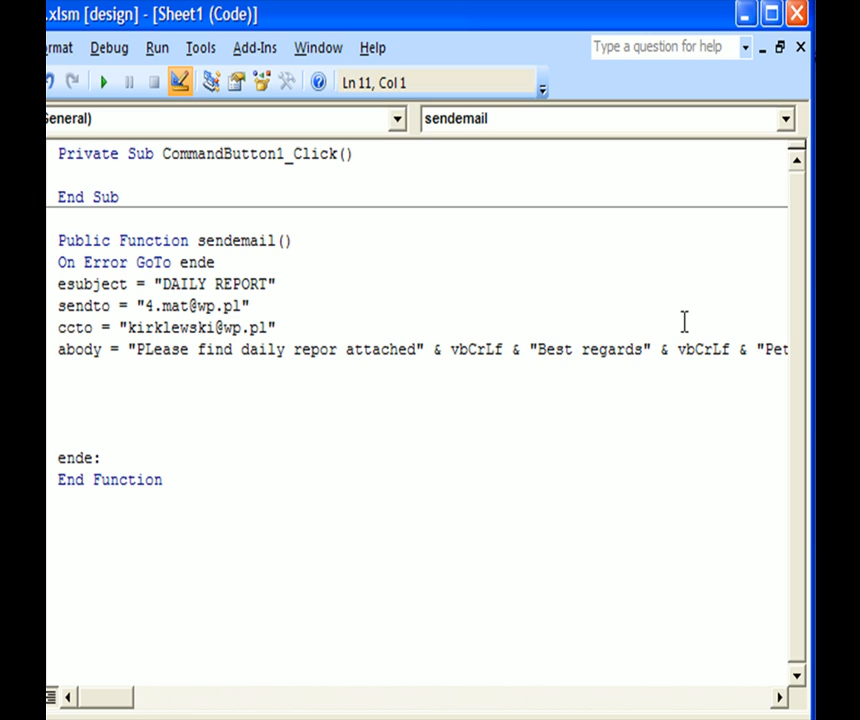 .xlsm [design] - [Sheet1 (Code)]
rmat Debug Run Tools Add-Ins Window Help Type a question for help
Ln 11, Col 1
General) sendemail
Private Sub CommandButton1_Click()
End Sub
Public Function sendemail()
On Error GoTo ende
esubject = "DAILY REPORT"
sendto = "4.mat@wp.pl"
ccto = "kirklewski@wp.pl"
abody = "PLease find daily repor attached" & vbCrLf & "Best regards" & vbCrLf & "Pet
ende:
End Function